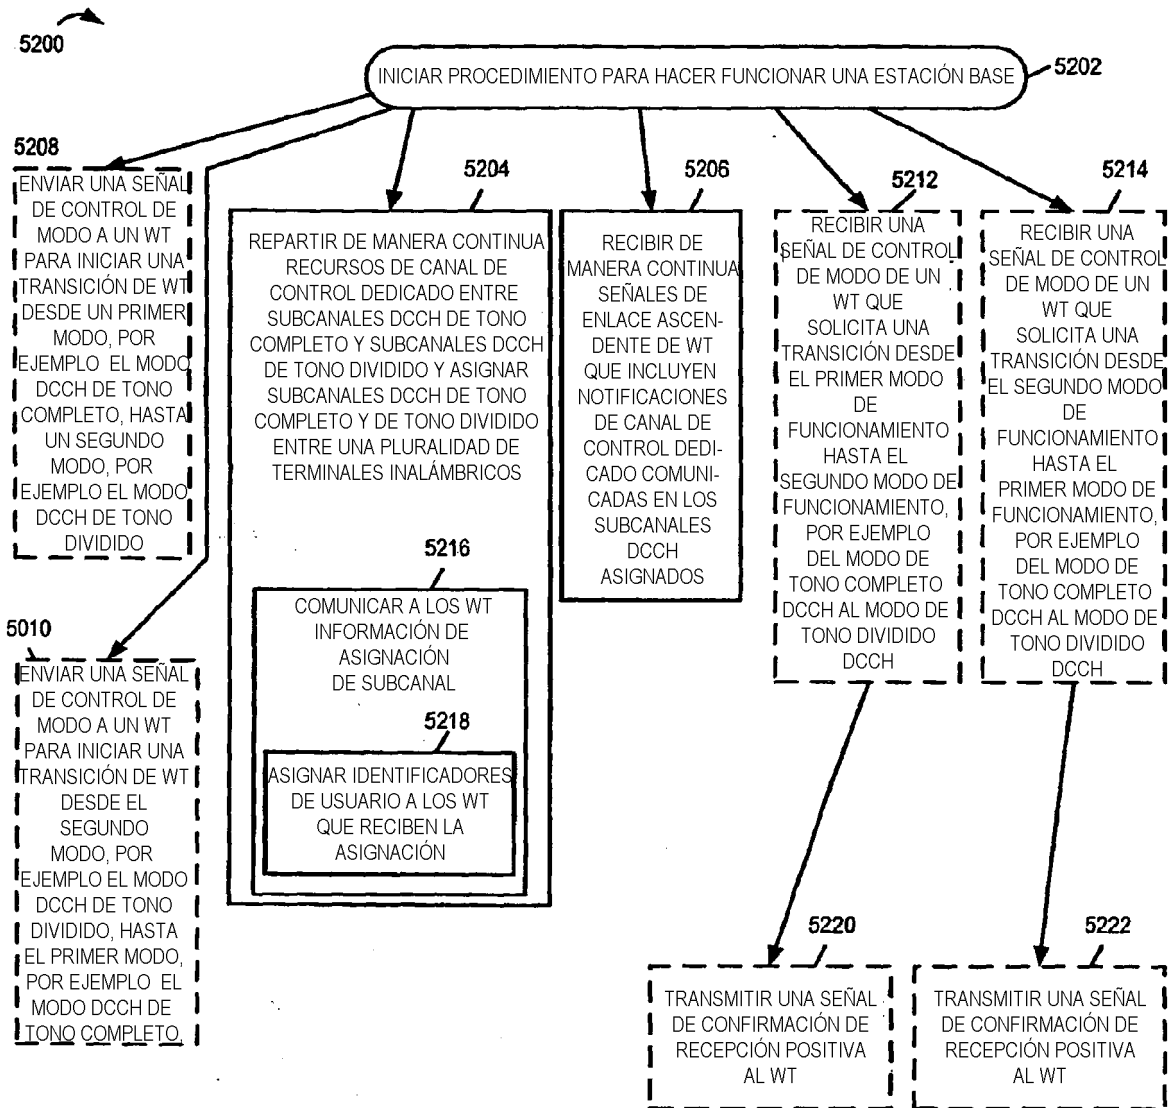 5200
INICIAR PROCEDIMIENTO PARA HACER FUNCIONAR UNA ESTACIÓN BASE
5202
5208
ENVIAR UNA SEÑAL
DE CONTROL DE
MODO A UN WT
PARA INICIAR UNA
TRANSICIÓN DE WT
DESDE UN PRIMER
MODO, POR
EJEMPLO EL MODO
DCCH DE TONO
COMPLETO, HASTA
UN SEGUNDO
MODO, POR
EJEMPLO EL MODO
DCCH DE TONO
DIVIDIDO
5010
ENVIAR UNA SEÑAL
DE CONTROL DE
MODO A UN WT
PARA INICIAR UNA
TRANSICIÓN DE WT
DESDE EL
SEGUNDO
MODO, POR
EJEMPLO EL MODO
DCCH DE TONO
DIVIDIDO, HASTA
EL PRIMER MODO,
POR EJEMPLO EL
MODO DCCH DE
TONO COMPLETO,
5204
REPARTIR DE MANERA CONTINUA
RECURSOS DE CANAL DE
CONTROL DEDICADO ENTRE
SUBCANALES DCCH DE TONO
COMPLETO Y SUBCANALES DCCH
DE TONO DIVIDIDO Y ASIGNAR
SUBCANALES DCCH DE TONO
COMPLETO Y DE TONO DIVIDIDO
ENTRE UNA PLURALIDAD DE
TERMINALES INALÁMBRICOS
5216
COMUNICAR A LOS WT
INFORMACIÓN DE
ASIGNACIÓN
DE SUBCANAL
5218
ASIGNAR IDENTIFICADORES
DE USUARIO A LOS WT
QUE RECIBEN LA
ASIGNACIÓN
5206
RECIBIR DE
MANERA CONTINUA
SEÑALES DE
ENLACE ASCEN-
DENTE DE WT
QUE INCLUYEN
NOTIFICACIONES
DE CANAL DE
CONTROL DEDI-
CADO COMUNI-
CADAS EN LOS
SUBCANALES
DCCH
ASIGNADOS
5212
RECIBIR UNA
SEÑAL DE CONTROL
DE MODO DE UN
WT QUE
SOLICITA UNA
TRANSICIÓN DESDE
EL PRIMER MODO
DE
FUNCIONAMIENTO
HASTA EL
SEGUNDO MODO DE
FUNCIONAMIENTO,
POR EJEMPLO
DEL MODO DE
TONO COMPLETO
DCCH AL MODO DE
TONO DIVIDIDO
DCCH
5214
RECIBIR UNA
SEÑAL DE CONTROL
DE MODO DE UN
WT QUE
SOLICITA UNA
TRANSICIÓN DESDE
EL SEGUNDO MODO
DE
FUNCIONAMIENTO
HASTA EL
PRIMER MODO DE
FUNCIONAMIENTO,
POR EJEMPLO
DEL MODO DE
TONO COMPLETO
DCCH AL MODO DE
TONO DIVIDIDO
DCCH
5220
TRANSMITIR UNA SEÑAL
DE CONFIRMACIÓN DE
RECEPCIÓN POSITIVA
AL WT
5222
TRANSMITIR UNA SEÑAL
DE CONFIRMACIÓN DE
RECEPCIÓN POSITIVA
AL WT